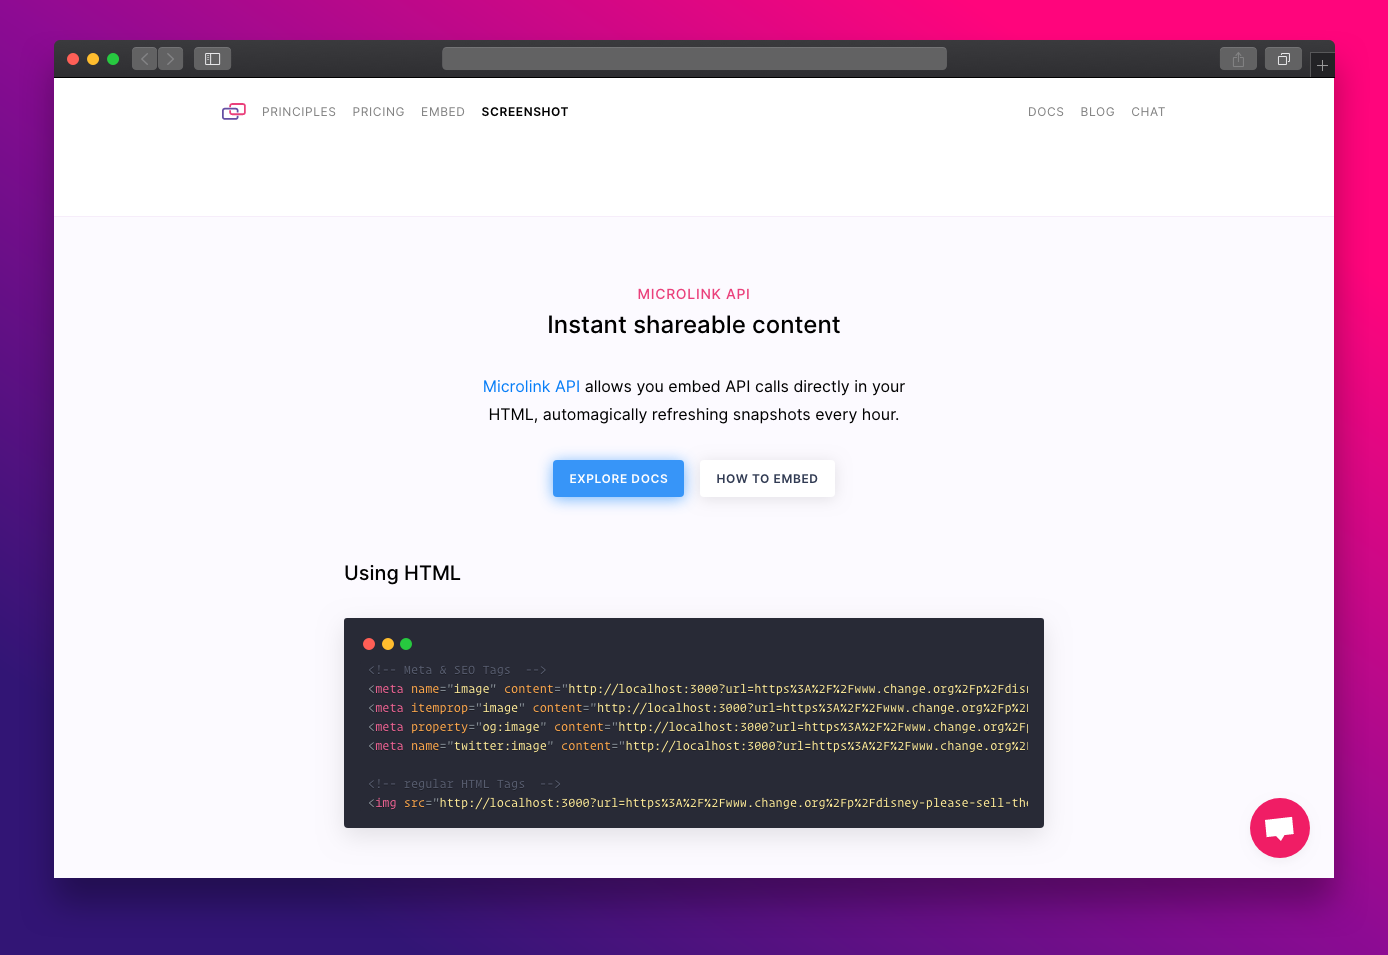 PRINCIPLES PRICING EMBED SCREENSHOT DOCS BLOG CHAT
MICROLINK API
Instant shareable content
Microlink API allows you embed API calls directly in your
HTML, automagically refreshing snapshots every hour.
EXPLORE DOCS HOW TO EMBED
Using HTML
<!-- Meta & SEO Tags  -->
<meta name="image" content="http://localhost:3000?url=https%3A%2F%2Fwww.change.org%2Fp%2Fdis
<meta itemprop="image" content="http://localhost:3000?url=https%3A%2F%2Fwww.change.org%2Fp%2
<meta property="og:image" content="http://localhost:3000?url=https%3A%2F%2Fwww.change.org%2F
<meta name="twitter:image" content="http://localhost:3000?url=https%3A%2F%2Fwww.change.org%2
<!-- regular HTML Tags  -->
<img src="http://localhost:3000?url=https%3A%2F%2Fwww.change.org%2Fp%2Fdisney-please-sell-the